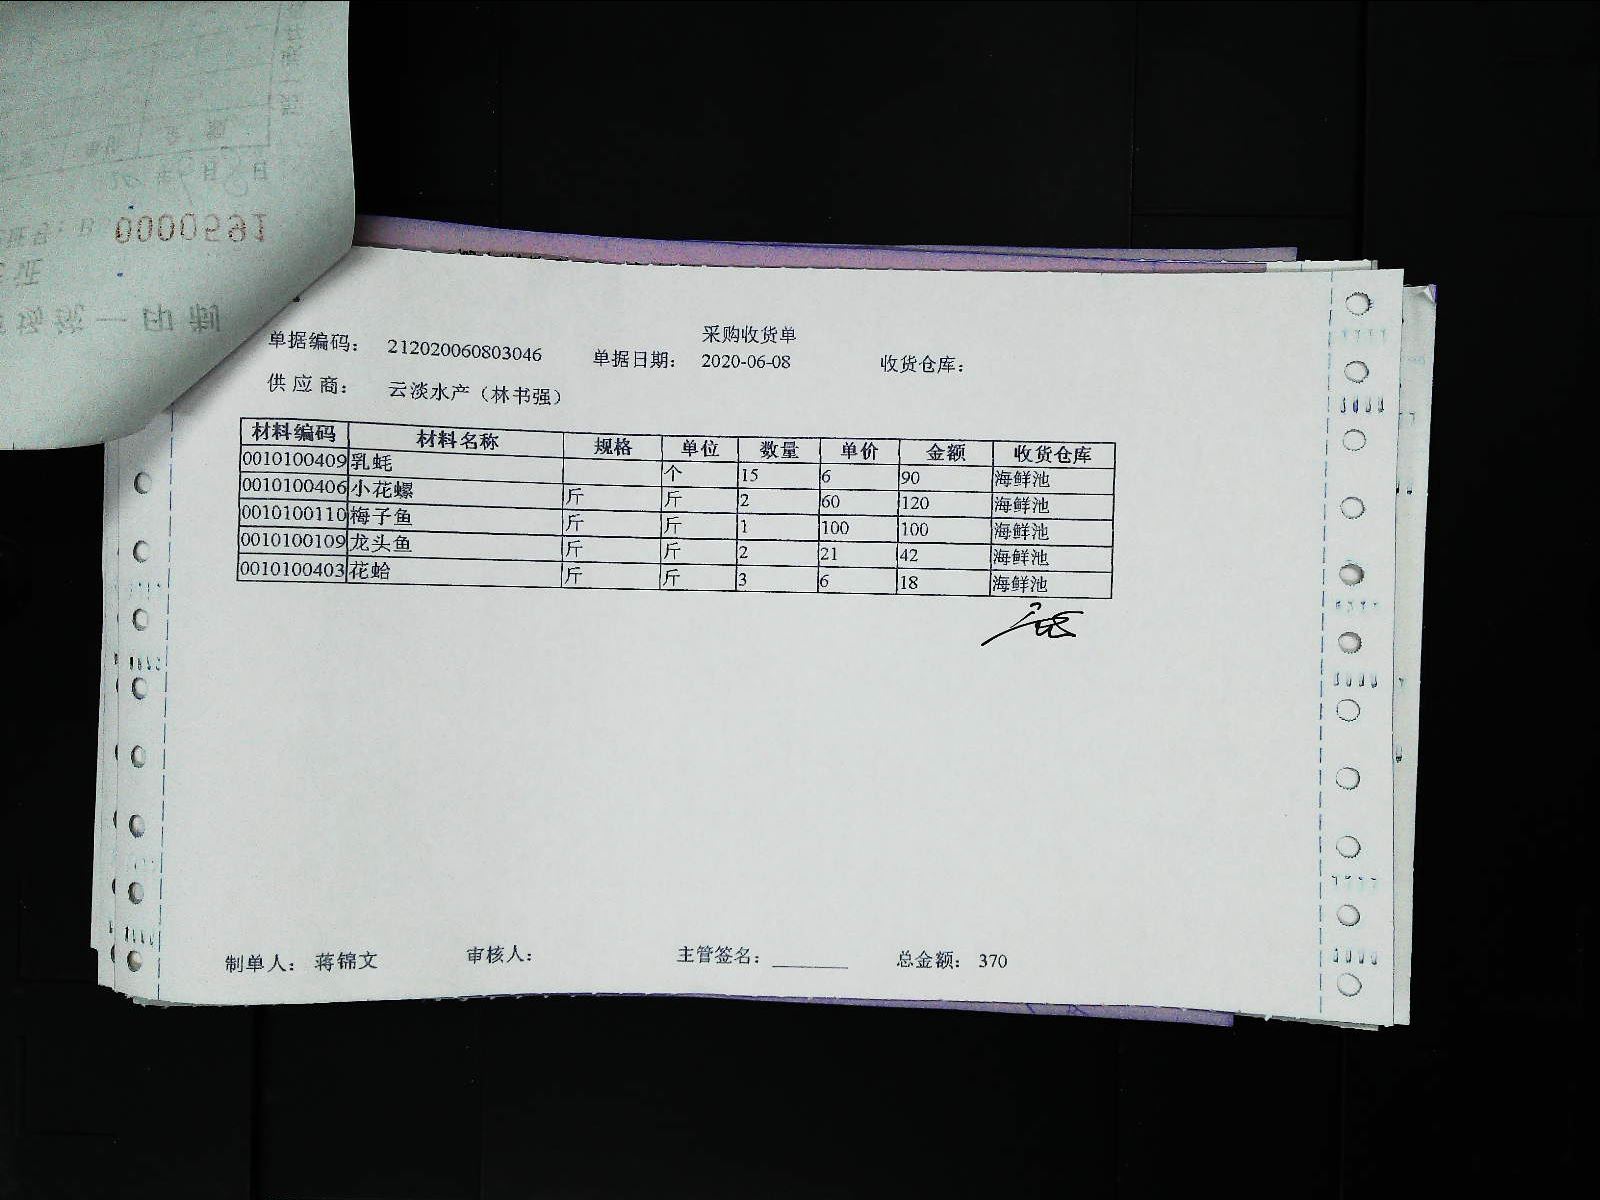 0000591
采购收货单
单据编码： 212020060803046 单据日期： 2020-06-08 收货仓库：
供应商： 云淡水产（林书强）
材料编码 材料名称 规格 单位 数量 单价 金额 收货仓库
0010100409 乳蚝 个 15 6 90 海鲜池
0010100406 小花螺 斤 斤 2 60 120 海鲜池
0010100110 梅子鱼 斤 斤 1 100 100 海鲜池
0010100109 龙头鱼 斤 斤 2 21 42 海鲜池
0010100403 花蛤 斤 斤 3 6 18 海鲜池
制单人： 蒋锦文 审核人： 主管签名： 总金额： 370